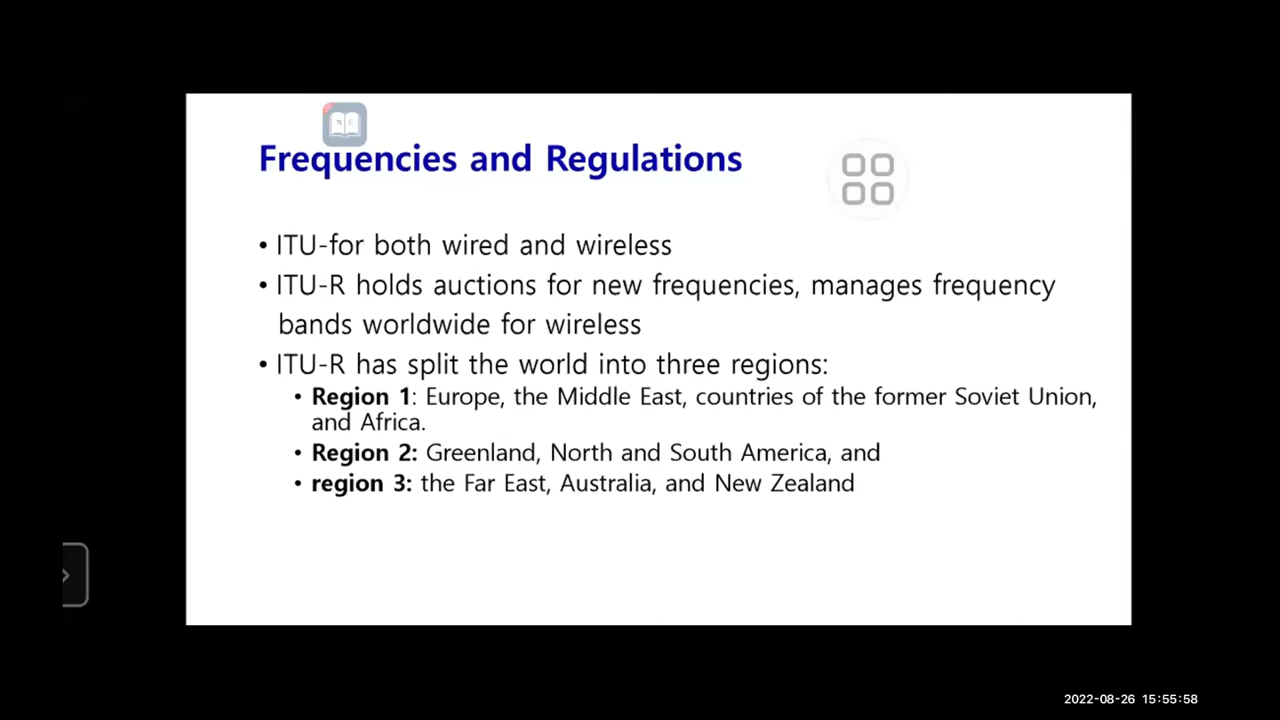 Frequencies and Regulations
• ITU-for both wired and wireless
• ITU-R holds auctions for new frequencies, manages frequency
bands worldwide for wireless
• ITU-R has split the world into three regions:
• Region 1: Europe, the Middle East, countries of the former Soviet Union,
and Africa.
• Region 2: Greenland, North and South America, and
• region 3: the Far East, Australia, and New Zealand
2022-08-26 15:55:58